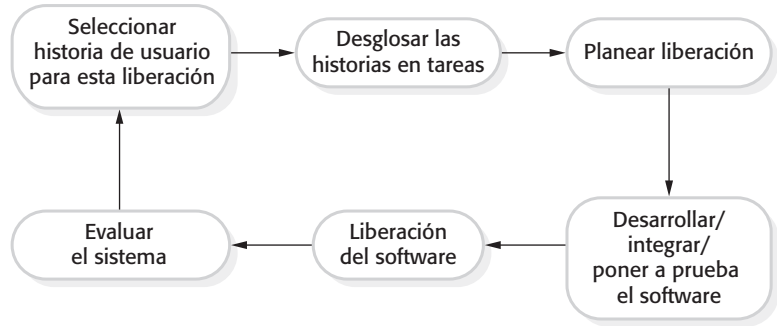 Seleccionar
historia de usuario
para esta liberación
Desglosar las
historias en tareas
Planear liberación
Desarrollar/
integrar/
poner a prueba
el software
Liberación
del software
Evaluar
el sistema